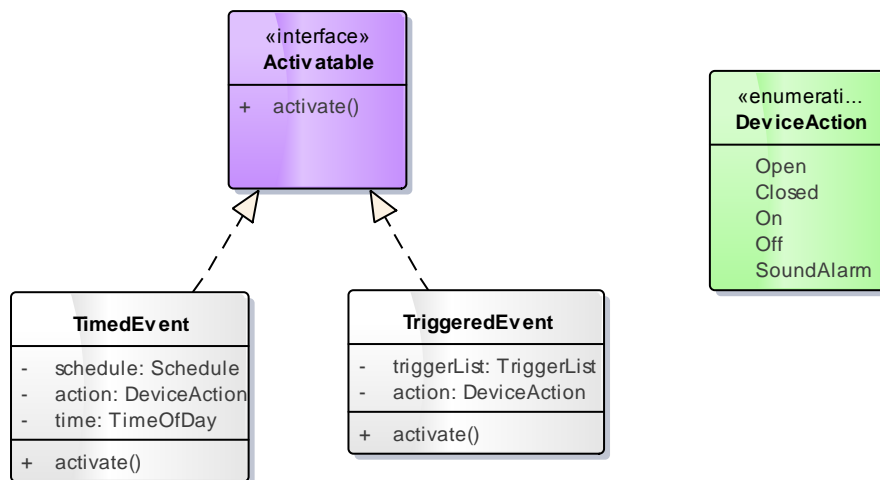 «interface»
Activatable
+ activate()
«enumerati...
DeviceAction
Open
Closed
On
Off
SoundAlarm
TimedEvent
- schedule: Schedule
- action: DeviceAction
- time: TimeOfDay
+ activate()
TriggeredEvent
- triggerList: TriggerList
- action: DeviceAction
+ activate()